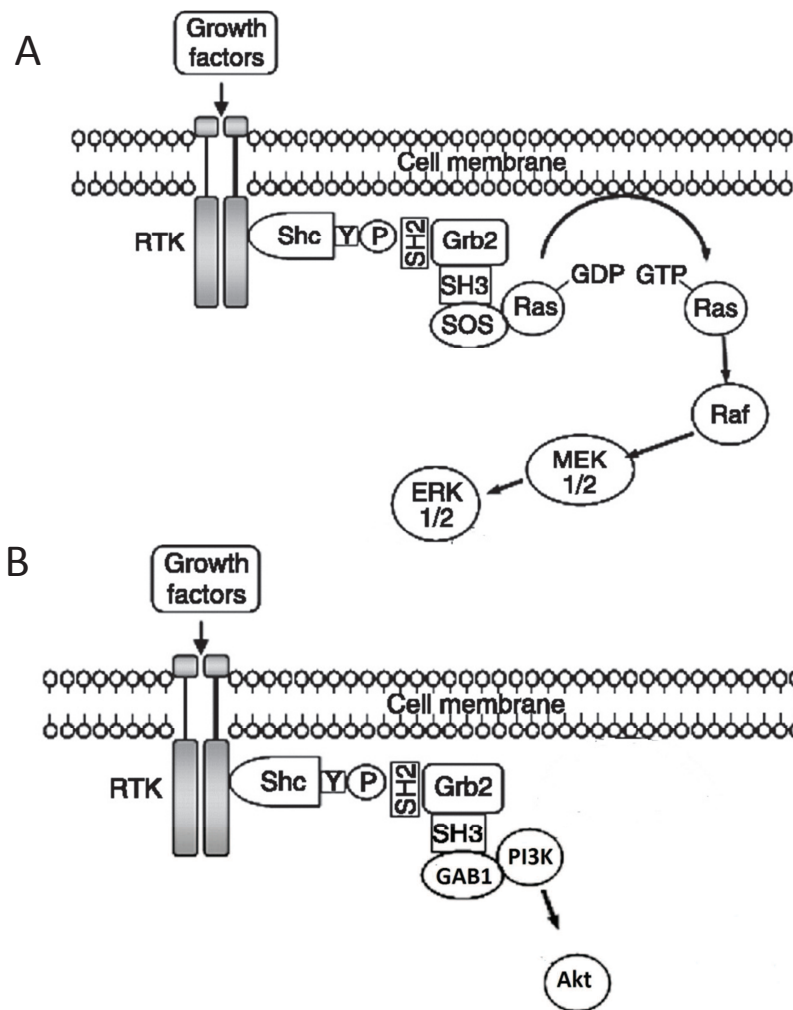 A
Growth
factors
Cell membrane
RTK
Shc
Y
P
SH2
Grb2
SH3
SOS
Ras
GDP
GTP
Ras
Raf
MEK
1/2
ERK
1/2
B
Growth
factors
Cell membrane
RTK
Shc
Y
P
SH2
Grb2
SH3
GAB1
PI3K
Akt